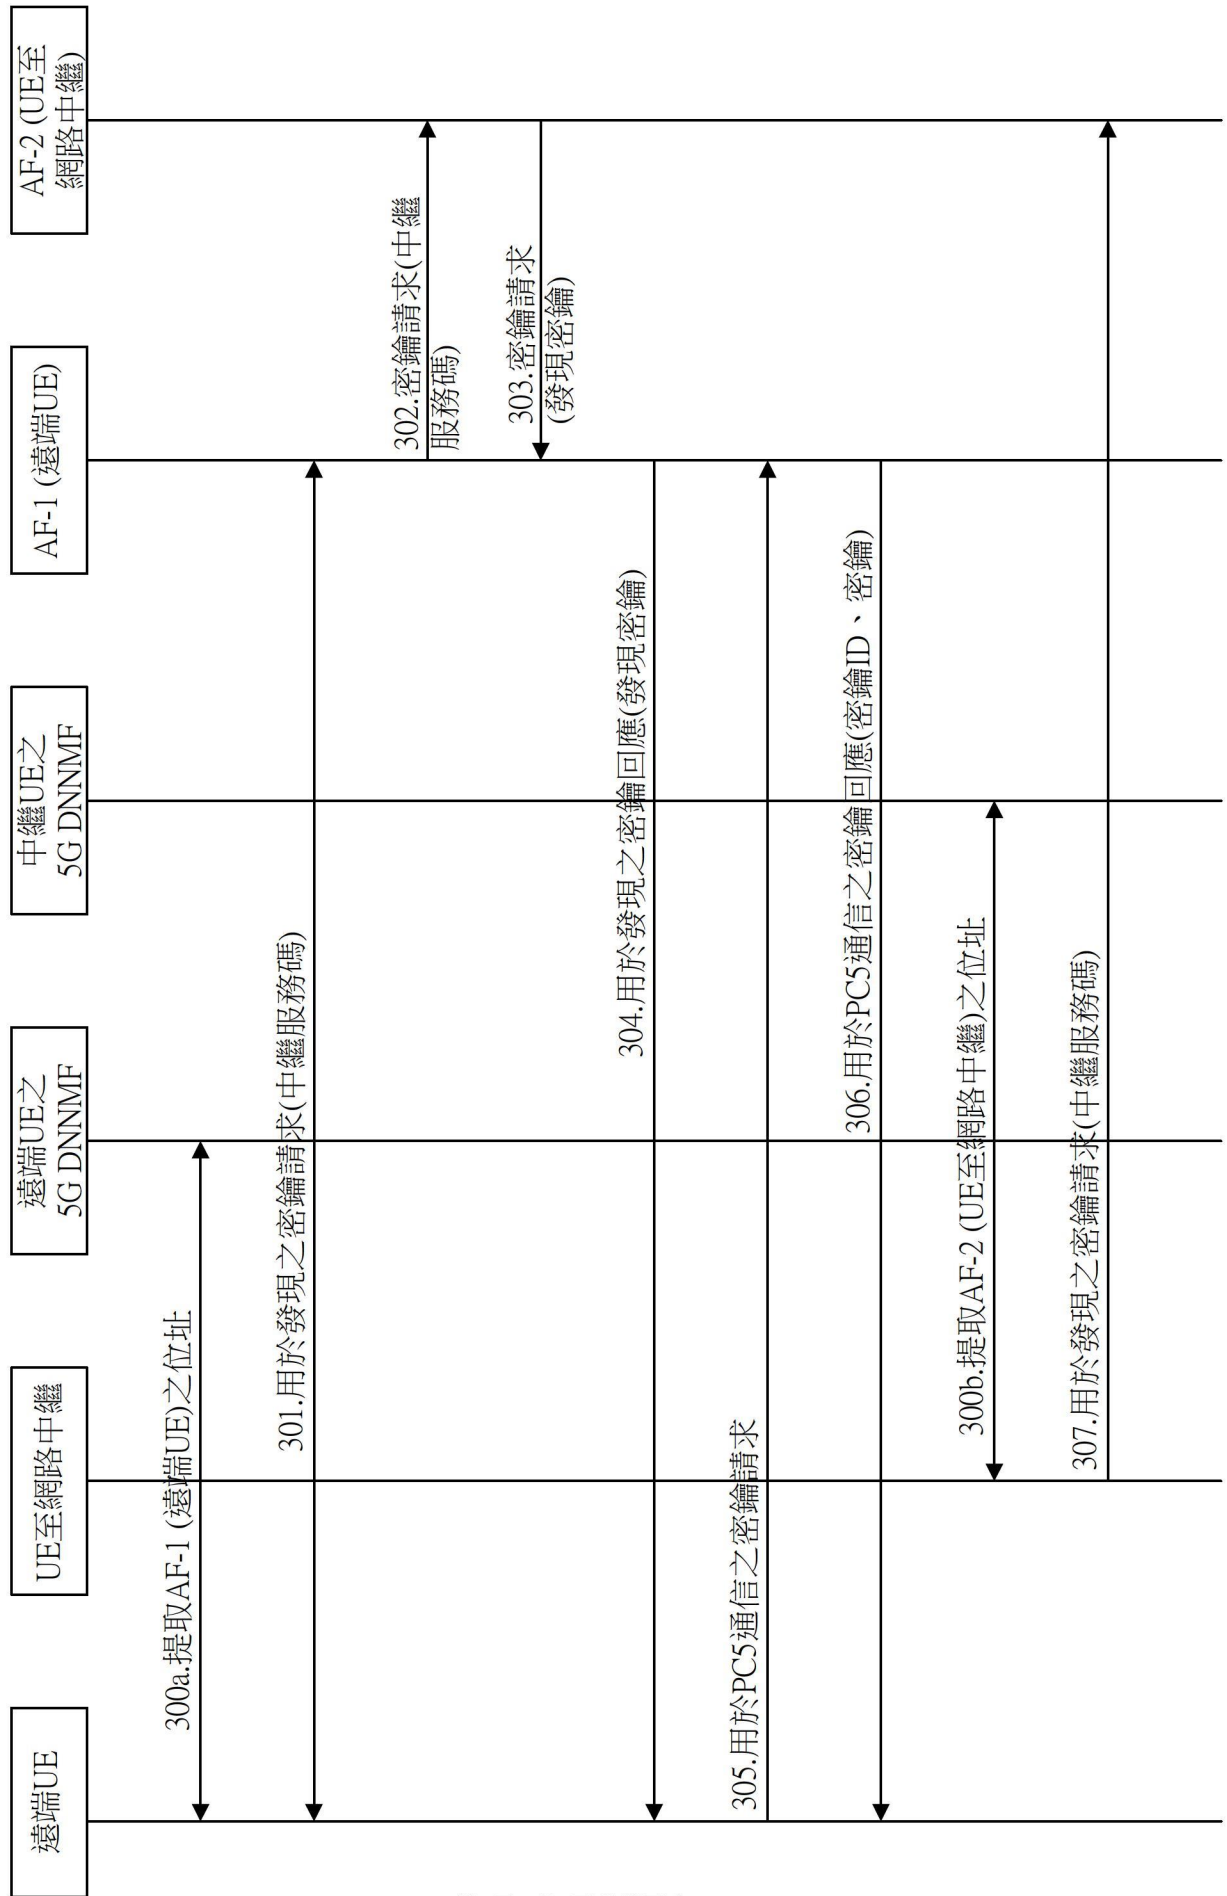 遠端UE
UE至網路中繼
遠端UE之
5G DNNMF
中繼UE之
5G DNNMF
AF-1 (遠端UE)
AF-2 (UE至
網路中繼)
300a.提取AF-1 (遠端UE)之位址
301.用於發現之密鑰請求(中繼服務碼)
302.密鑰請求(中繼
服務碼)
303.密鑰請求
(發現密鑰)
304.用於發現之密鑰回應(發現密鑰)
305.用於PC5通信之密鑰請求
306.用於PC5通信之密鑰回應(密鑰ID、密鑰)
300b.提取AF-2 (UE至網路中繼)之位址
307.用於發現之密鑰請求(中繼服務碼)